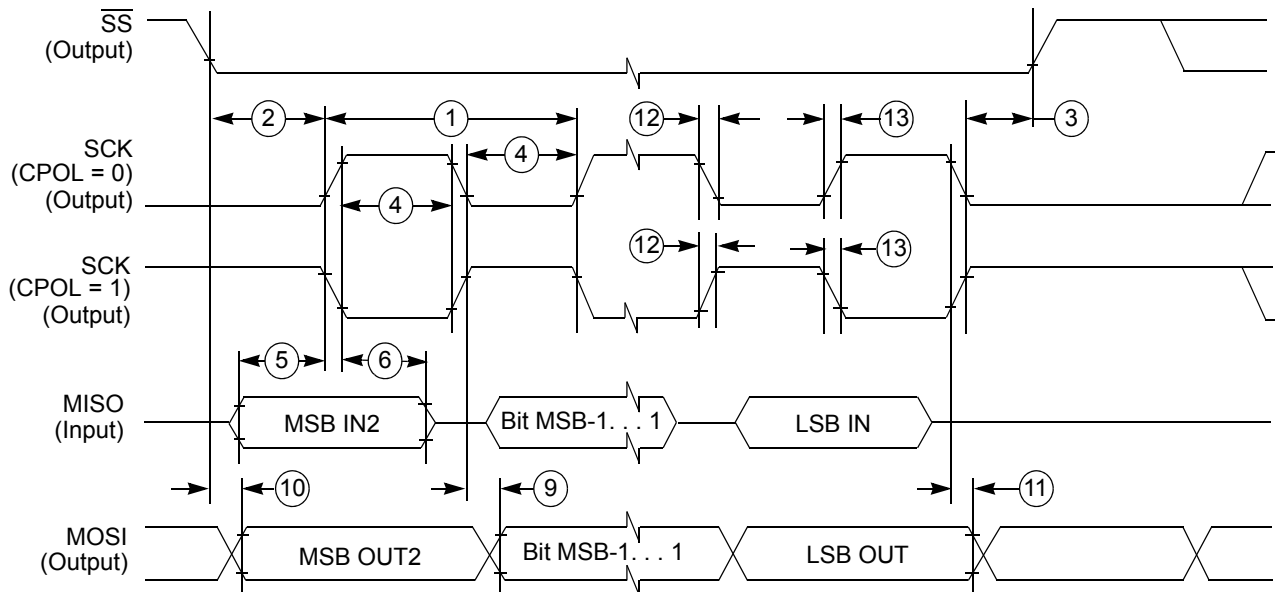 SS
(Output)
2
1
12
13
3
SCK
(CPOL = 0)
(Output)
4
4
12
13
SCK
(CPOL = 1)
(Output)
5
6
MISO
(Input)
MSB IN2
Bit MSB-1. . . 1
LSB IN
10
9
11
MOSI
(Output)
MSB OUT2
Bit MSB-1. . . 1
LSB OUT